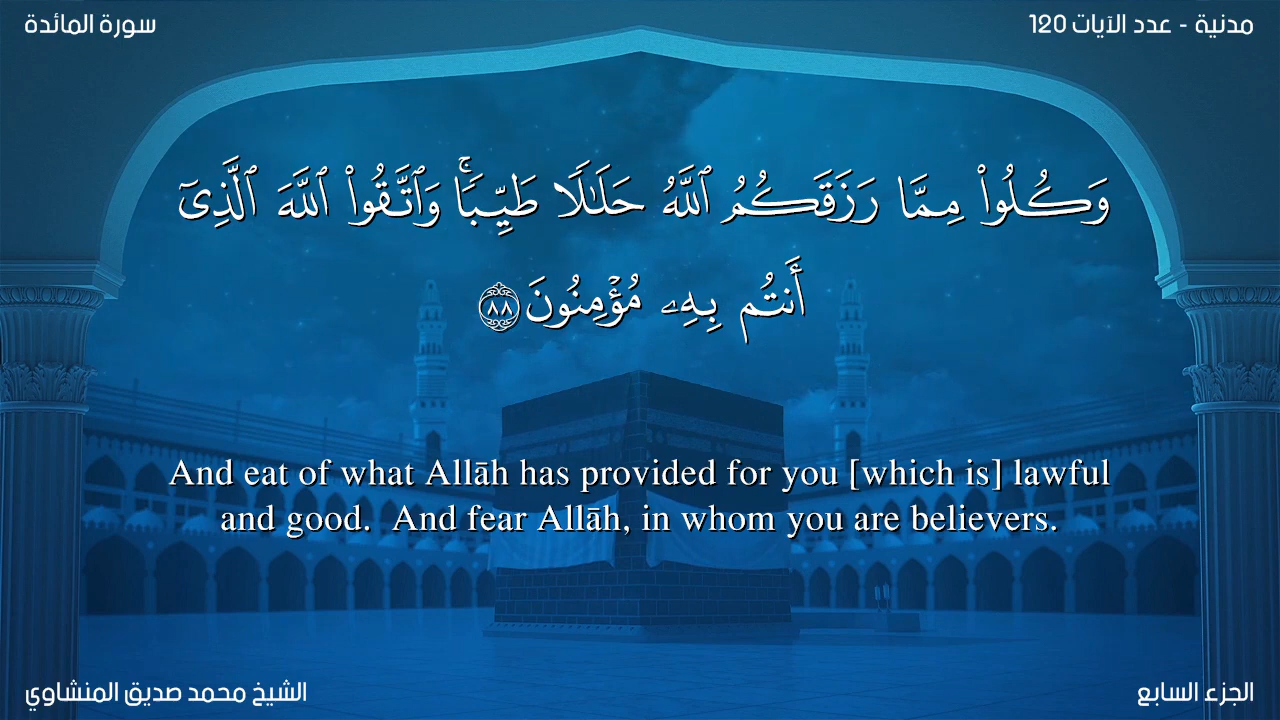 سورة المائدة
مدنية - عدد الآيات 120
وَكُلُوا۟ مِمَّا رَزَقَكُمُ ٱللَّهُ حَلَـٰلًا طَيِّبًا ۚ وَٱتَّقُوا۟ ٱللَّهَ ٱلَّذِىٓ
أَنتُم بِهِۦ مُؤْمِنُونَ ٨٨
And eat of what Allāh has provided for you [which is] lawful
and good. And fear Allāh, in whom you are believers.
الشيخ محمد صديق المنشاوي
الجزء السابع